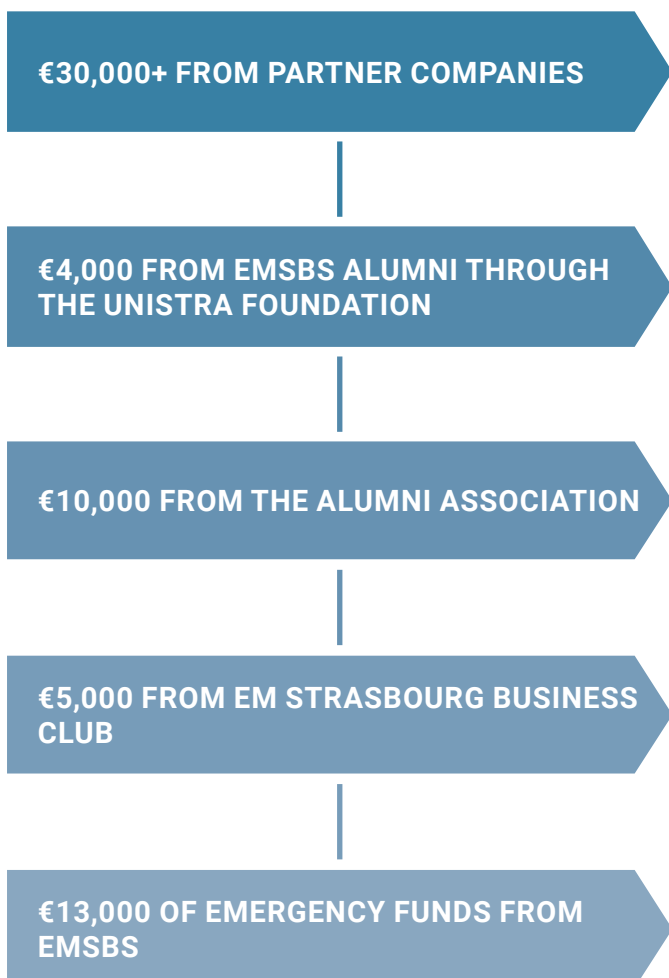 €30,000+ FROM PARTNER COMPANIES
€4,000 FROM EMSBS ALUMNI THROUGH
THE UNISTRA FOUNDATION
€10,000 FROM THE ALUMNI ASSOCIATION
€5,000 FROM EM STRASBOURG BUSINESS
CLUB
€13,000 OF EMERGENCY FUNDS FROM
EMSBS